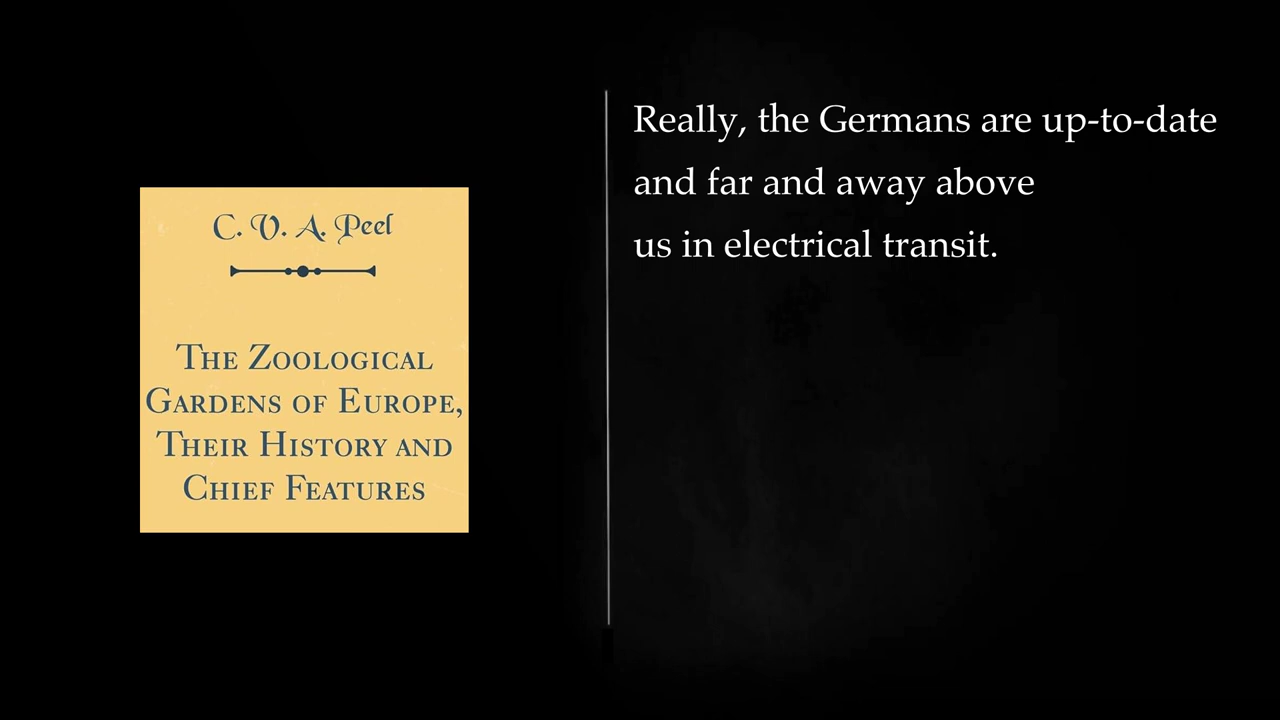 C. V. A. Peel
The Zoological
Gardens of Europe,
Their History and
Chief Features
Really, the Germans are up-to-date
and far and away above
us in electrical transit.